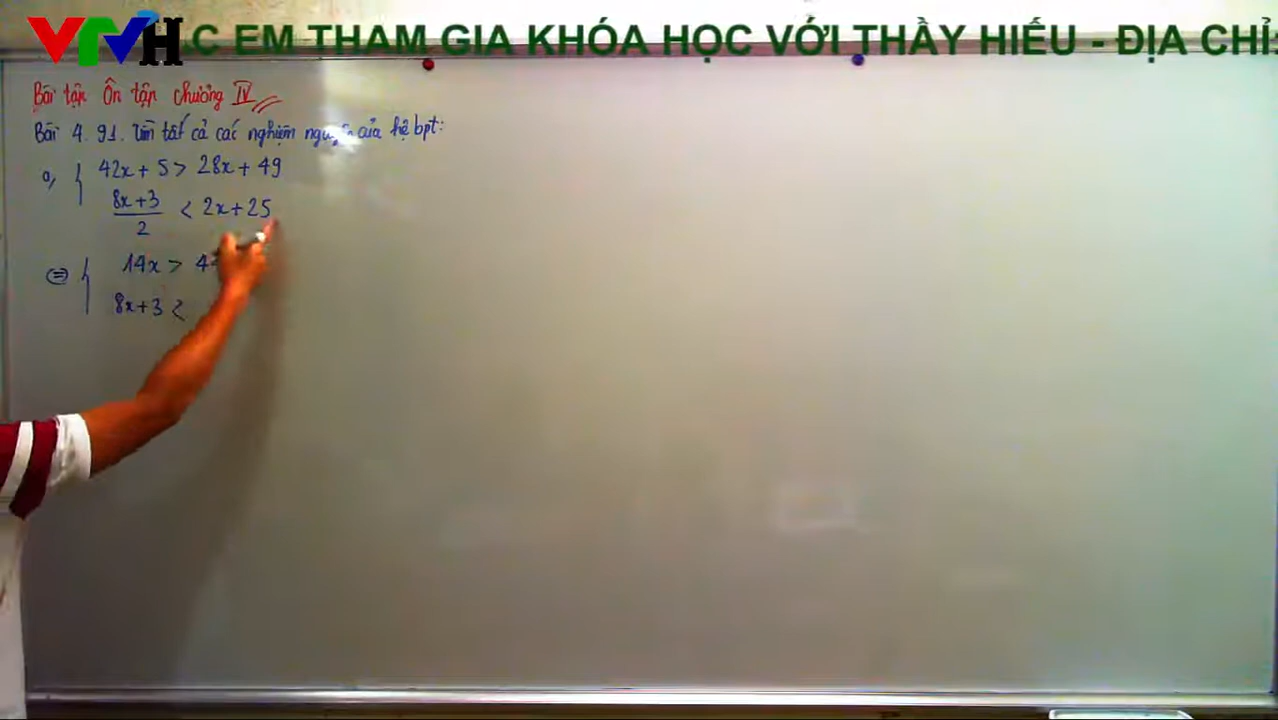 VTVH
C EM THAM GIA KHÓA HỌC VỚI THẦY HIẾU - ĐỊA CHỈ
Bài tập Ôn tập chương IV
Bài 4.91. Tìm tất cả các nghiệm của hệ bpt:
a, { 42x + 5 > 28x + 49
(8x+3)/2 < 2x + 25
⇔ { 14x > 4
8x + 3 <